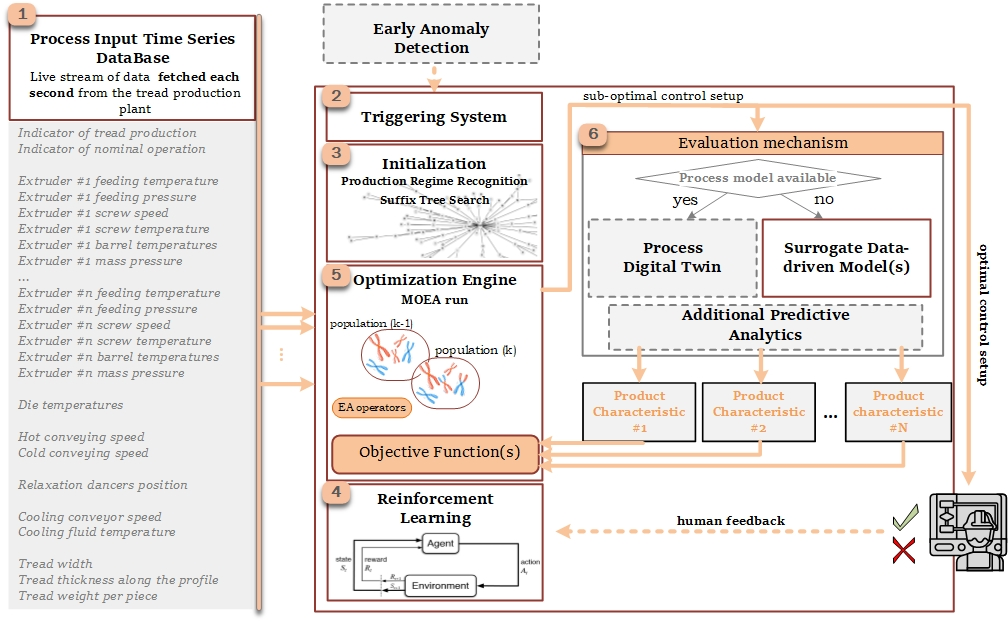 1
Process Input Time Series
DataBase
Live stream of data fetched each
second from the tread production
plant
Indicator of tread production
Indicator of nominal operation
Extruder #1 feeding temperature
Extruder #1 feeding pressure
Extruder #1 screw speed
Extruder #1 screw temperature
Extruder #1 barrel temperatures
Extruder #1 mass pressure
...
Extruder #n feeding temperature
Extruder #n feeding pressure
Extruder #n screw speed
Extruder #n screw temperature
Extruder #n barrel temperatures
Extruder #n mass pressure
Die temperatures
Hot conveying speed
Cold conveying speed
Relaxation dancers position
Cooling conveyor speed
Cooling fluid temperature
Tread width
Tread thickness along the profile
Tread weight per piece
Early Anomaly
Detection
2
Triggering System
3
Initialization
Production Regime Recognition
Suffix Tree Search
5
Optimization Engine
MOEA run
population (k-1)
population (k)
EA operators
Objective Function(s)
4
Reinforcement
Learning
Agent
state
S_t
reward
R_t
action
A_t
R_t+1
S_t+1
Environment
sub-optimal control setup
6
Evaluation mechanism
Process model available
yes
no
Process
Digital Twin
Surrogate Data-
driven Model(s)
Additional Predictive
Analytics
Product
Characteristic
#1
Product
Characteristic
#2
...
Product
characteristic
#N
optimal control setup
human feedback